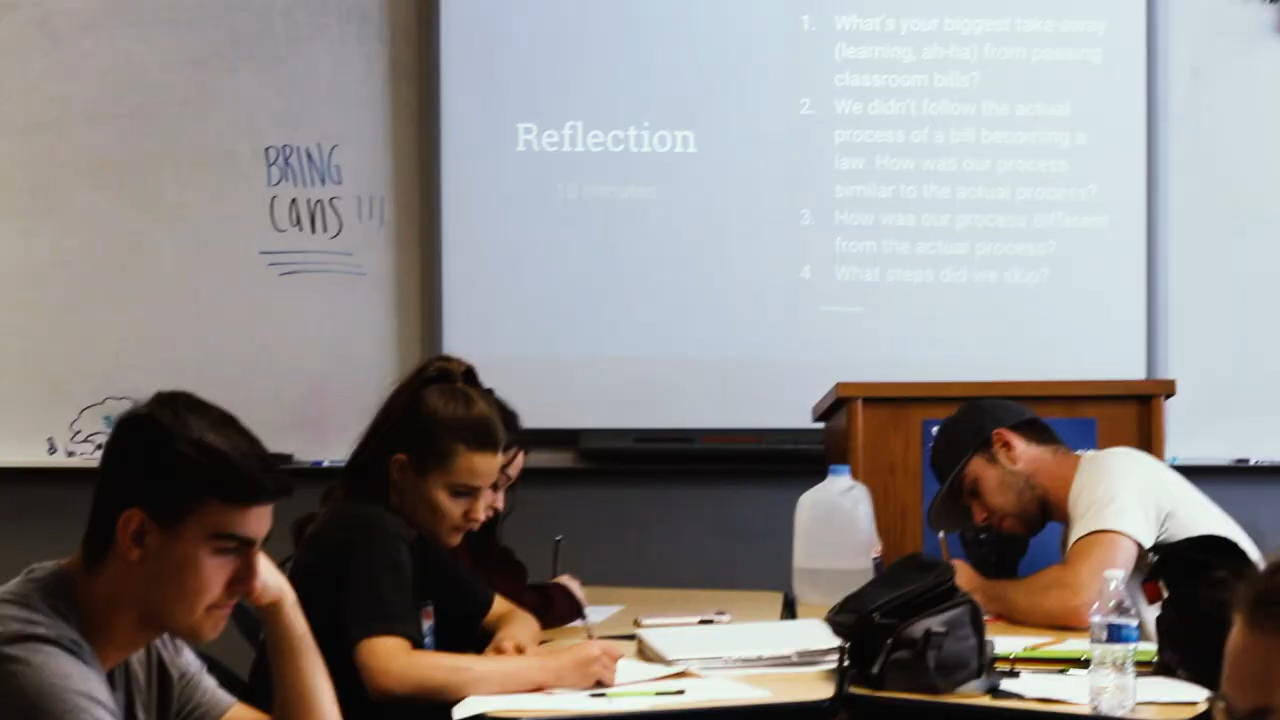 BRING
cans !!!
Reflection
10 minutes
1. What's your biggest take-away
(learning, ah-ha) from passing
classroom bills?
2. We didn't follow the actual
process of a bill becoming a
law. How was our process
similar to the actual process?
3. How was our process different
from the actual process?
4. What steps did we skip?